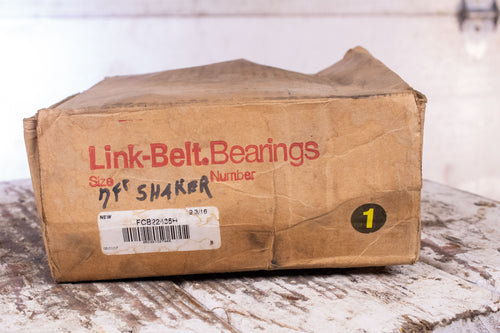 Link-Belt.Bearings
Size Number
SHAKER
NEW 2 3/16
FCB22435H
B
1